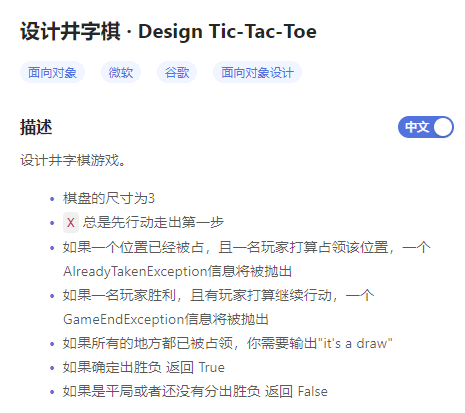 设计井字棋 · Design Tic-Tac-Toe
面向对象 微软 谷歌 面向对象设计
描述 中文
设计井字棋游戏。
• 棋盘的尺寸为3
• X 总是先行动走出第一步
• 如果一个位置已经被占，且一名玩家打算占领该位置，一个
AlreadyTakenException信息将被抛出
• 如果一名玩家胜利，且有玩家打算继续行动，一个
GameEndException信息将被抛出
• 如果所有的地方都已被占领，你需要输出"it's a draw"
• 如果确定出胜负 返回 True
• 如果是平局或者还没有分出胜负 返回 False